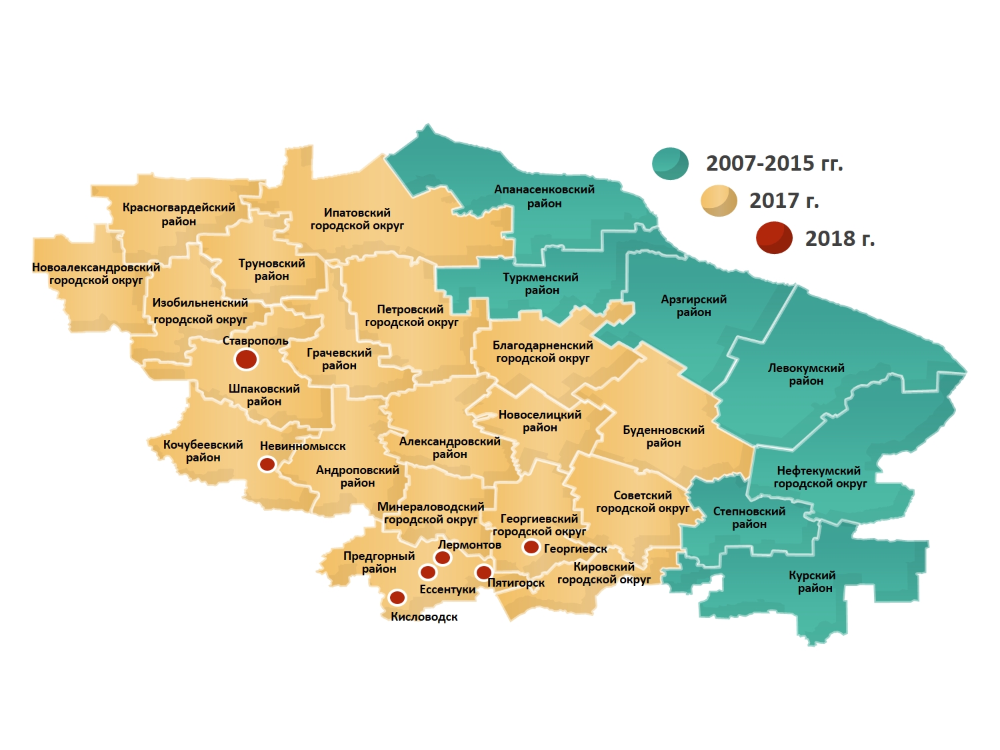 2007-2015 гг.
2017 г.
2018 г.
Апанасенковский
район
Красногвардейский
район
Ипатовский
городской округ
Новоалександровский
городской округ
Труновский
район
Туркменский
район
Изобильненский
городской округ
Петровский
городской округ
Арзгирский
район
Ставрополь
Грачевский
район
Благодарненский
городской округ
Левокумский
район
Шпаковский
район
Новоселицкий
район
Буденновский
район
Кочубеевский
район
Невинномысск
Александровский
район
Андроповский
район
Нефтекумский
городской округ
Минераловодский
городской округ
Георгиевский
городской округ
Советский
городской округ
Степновский
район
Лермонтов
Георгиевск
Предгорный
район
Кировский
городской округ
Курский
район
Ессентуки
Пятигорск
Кисловодск